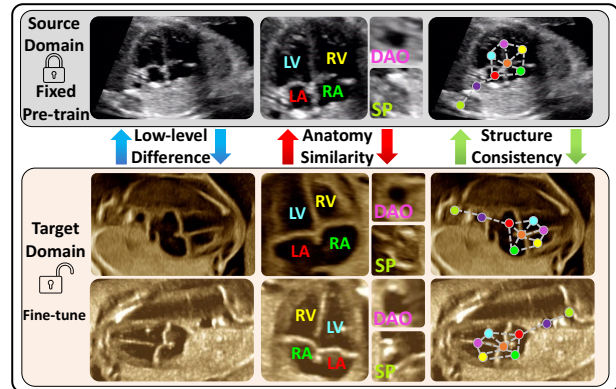 Source
Domain
Fixed
Pre-train
LV
RV
LA
RA
DAO
SP
Low-level
Difference
Anatomy
Similarity
Structure
Consistency
Target
Domain
Fine-tune
LV
RV
LA
RA
DAO
SP
RV
LV
RA
LA
DAO
SP